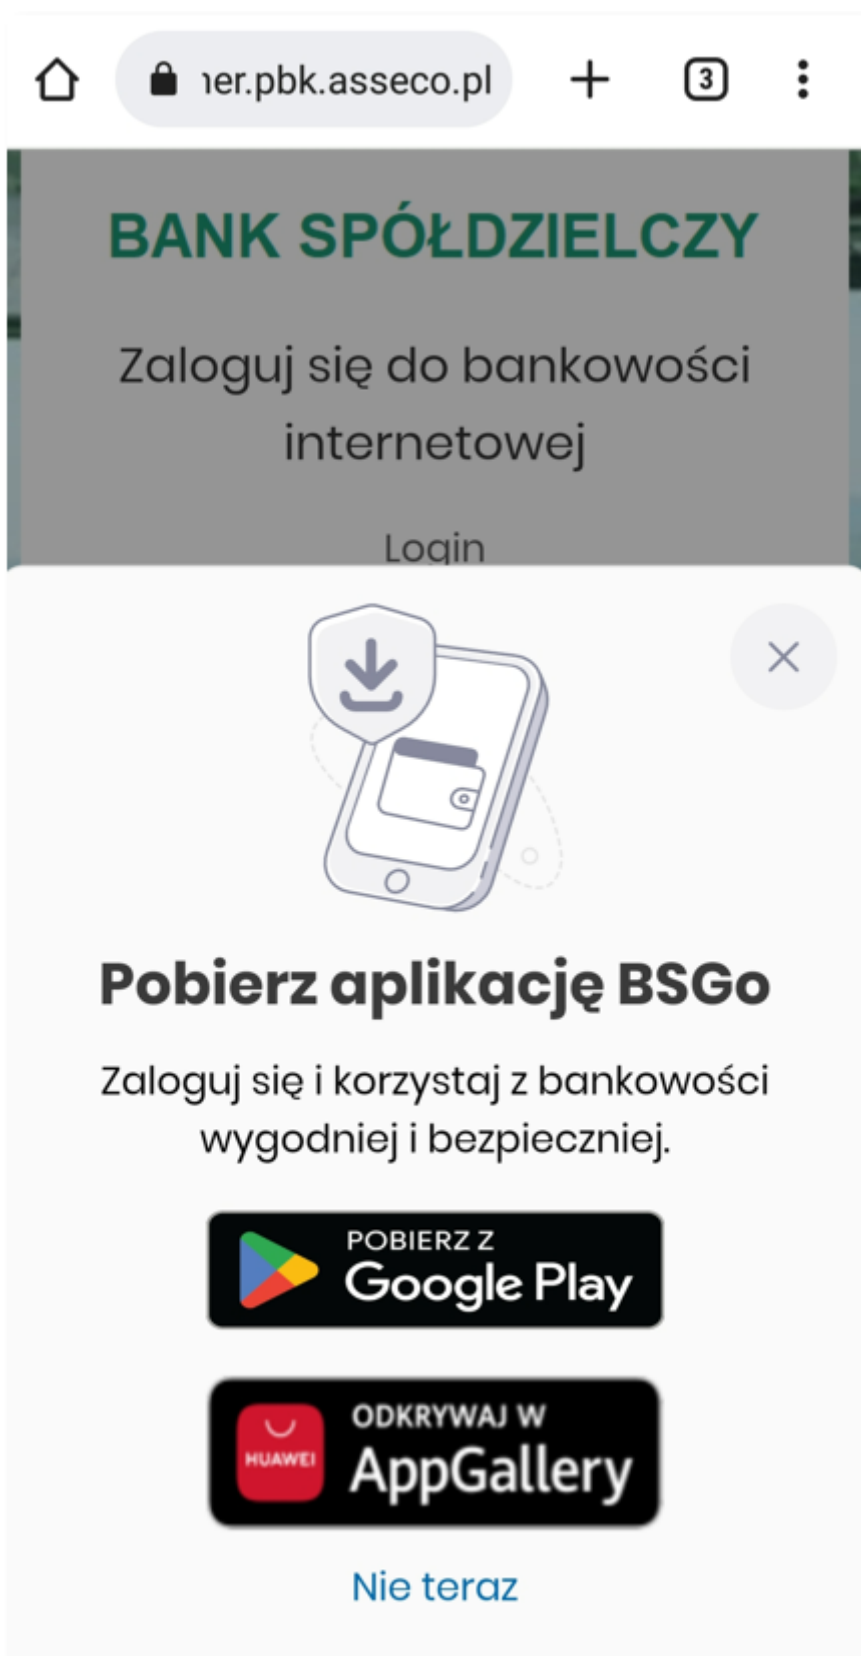 ner.pbk.asseco.pl
3
BANK SPÓŁDZIELCZY
Zaloguj się do bankowości
internetowej
Login
Pobierz aplikację BSGo
Zaloguj się i korzystaj z bankowości
wygodniej i bezpieczniej.
POBIERZ Z
Google Play
HUAWEI
ODKRYWAJ W
AppGallery
Nie teraz